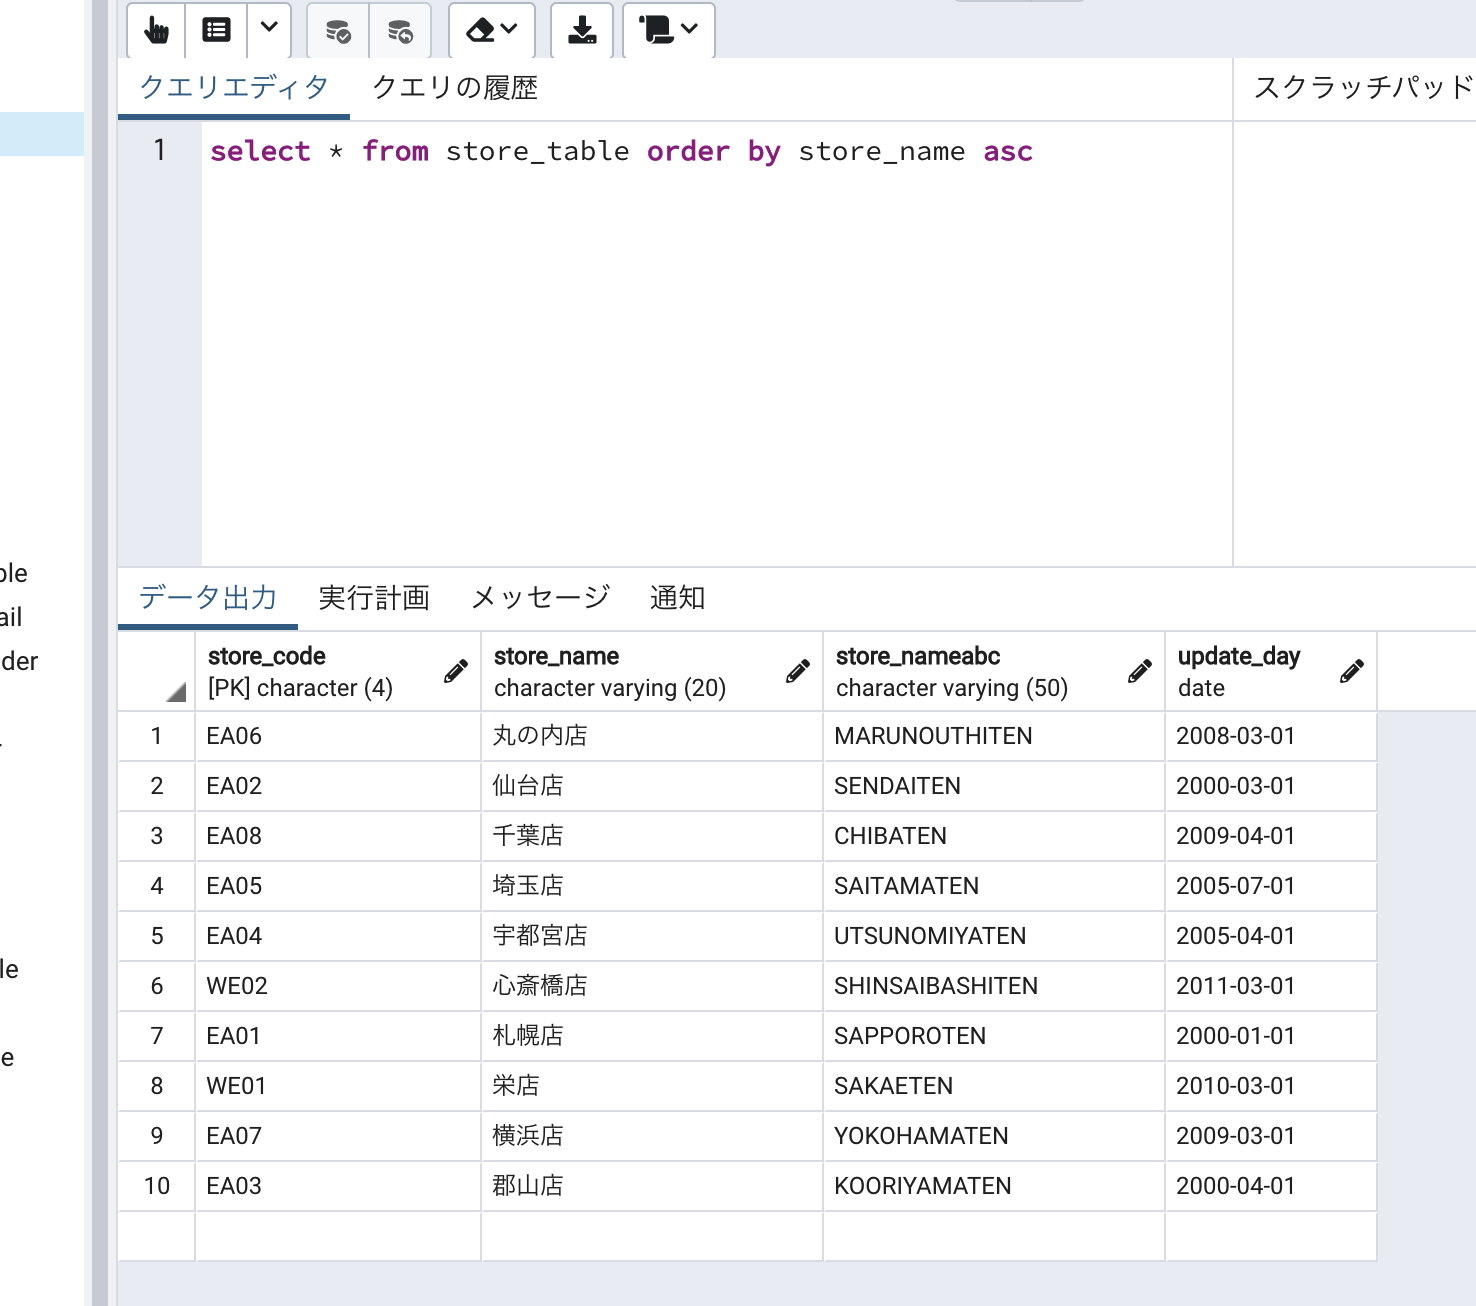 クエリエディタ クエリの履歴 スクラッチパッド
1 select * from store_table order by store_name asc
ail
der
データ出力 実行計画 メッセージ 通知
store_code store_name store_nameabc update_day
[PK] character (4) character varying (20) character varying (50) date
1 EA06 丸の内店 MARUNOUTHITEN 2008-03-01
2 EA02 仙台店 SENDAITEN 2000-03-01
3 EA08 千葉店 CHIBATEN 2009-04-01
4 EA05 埼玉店 SAITAMATEN 2005-07-01
5 EA04 宇都宮店 UTSUNOMIYATEN 2005-04-01
6 WE02 心斎橋店 SHINSAIBASHITEN 2011-03-01
le
7 EA01 札幌店 SAPPOROTEN 2000-01-01
e
8 WE01 栄店 SAKAETEN 2010-03-01
9 EA07 横浜店 YOKOHAMATEN 2009-03-01
10 EA03 郡山店 KOORIYAMATEN 2000-04-01